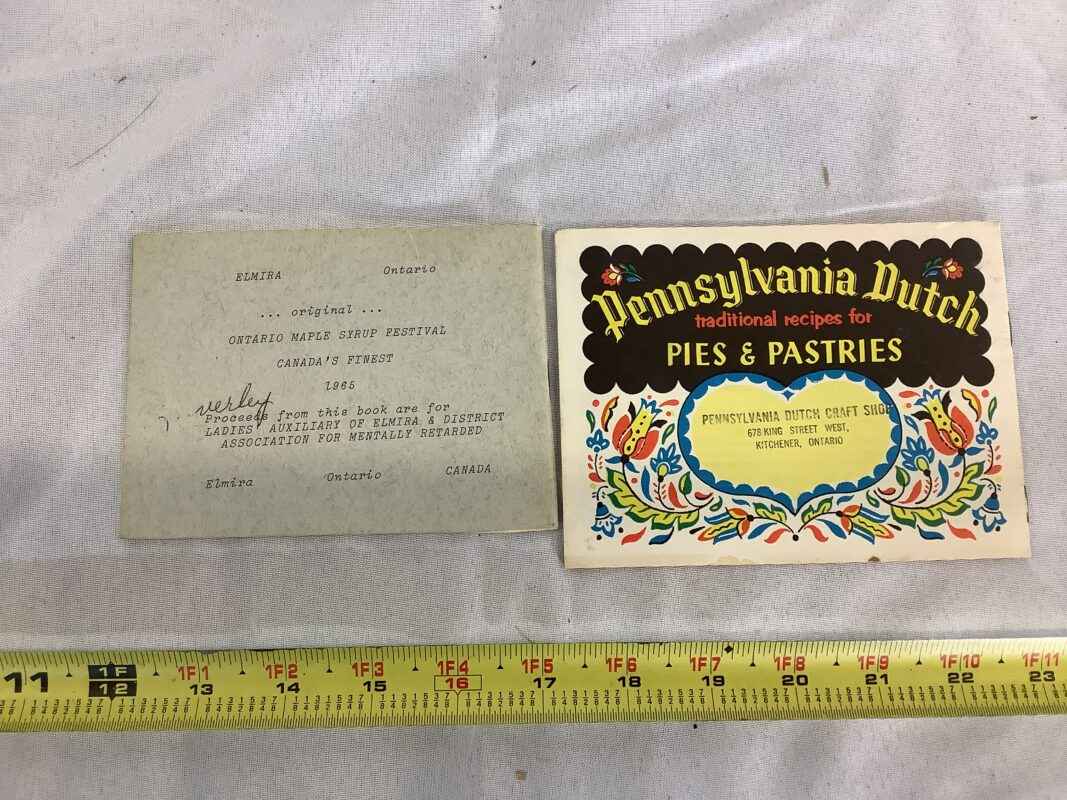 ELMIRA Ontario
... original ...
ONTARIO MAPLE SYRUP FESTIVAL
CANADA'S FINEST
1965
verley
Proceeds from this book are for
LADIES' AUXILIARY OF ELMIRA & DISTRICT
ASSOCIATION FOR MENTALLY RETARDED
Elmira Ontario CANADA
Pennsylvania Dutch
traditional recipes for
PIES & PASTRIES
PENNSYLVANIA DUTCH CRAFT SHOP
678 KING STREET WEST,
KITCHENER, ONTARIO
1F 1F1 1F2 1F3 1F4 1F5 1F6 1F7 1F8 1F9 1F10 1F11
11 12 13 14 15 16 17 18 19 20 21 22 23